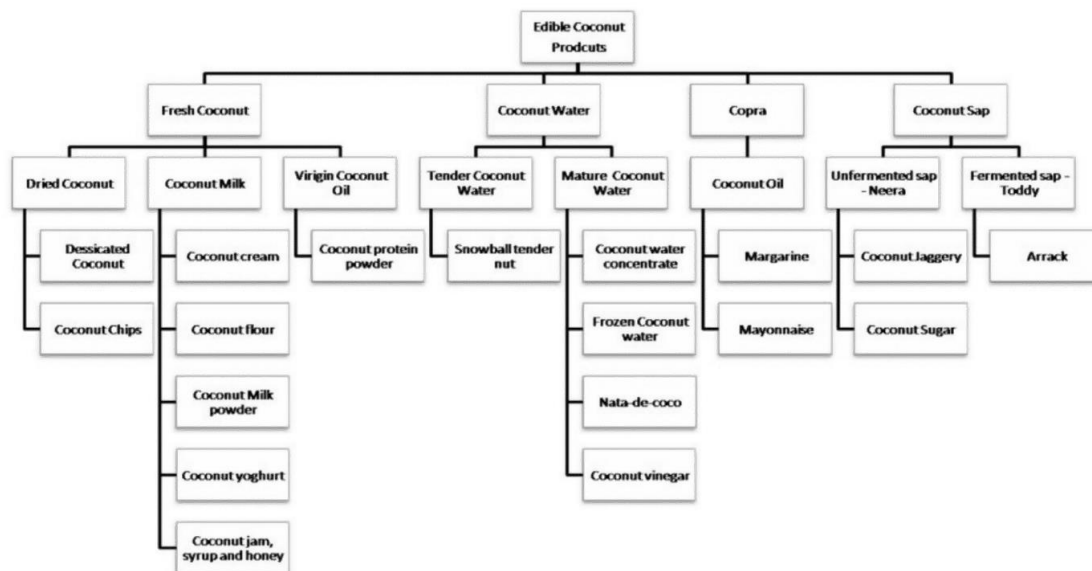 Edible Coconut
Prodcuts
Fresh Coconut
Coconut Water
Copra
Coconut Sap
Dried Coconut
Coconut Milk
Virigin Coconut
Oil
Tender Coconut
Water
Mature Coconut
Water
Coconut Oil
Unfermented sap
- Neera
Fermented sap -
Toddy
Dessicated
Coconut
Coconut cream
Coconut protein
powder
Snowball tender
nut
Coconut water
concentrate
Margarine
Coconut Jaggery
Arrack
Coconut Chips
Coconut flour
Frozen Coconut
water
Mayonnaise
Coconut Sugar
Coconut Milk
powder
Nata-de-coco
Coconut yoghurt
Coconut vinegar
Coconut jam,
syrup and honey